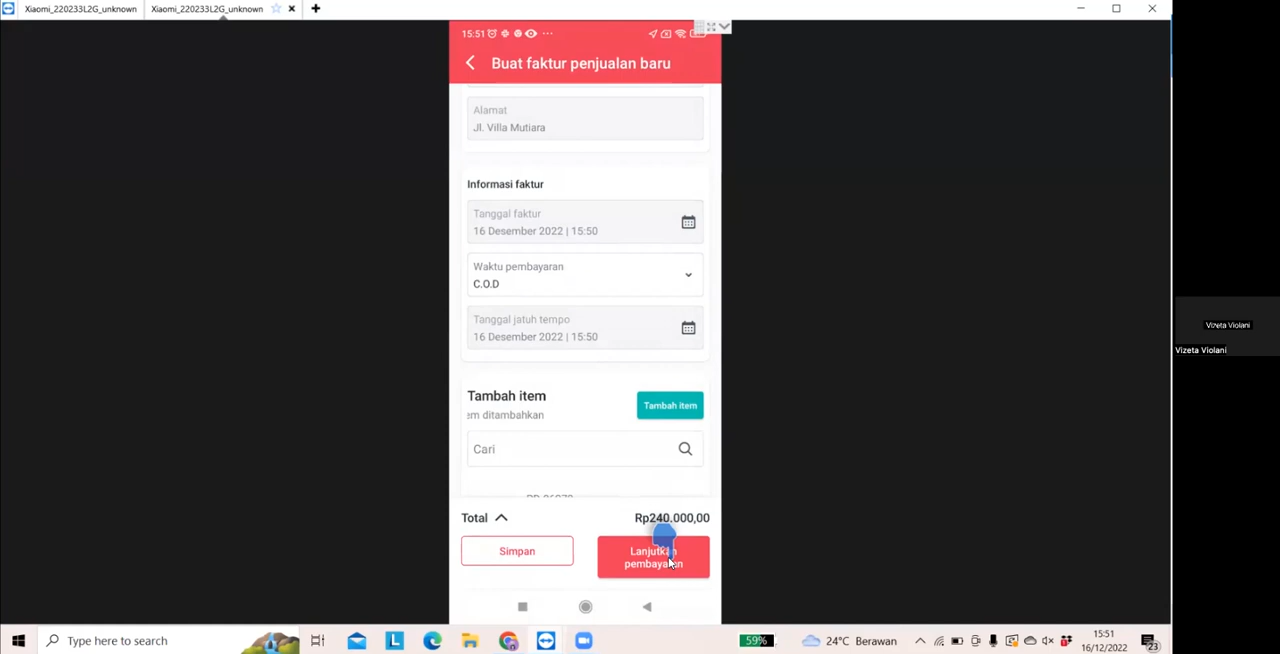 Xiaomi_220233L2G_unknown
Xiaomi_220233L2G_unknown
15:51
Buat faktur penjualan baru
Alamat
Jl. Villa Mutiara
Informasi faktur
Tanggal faktur
16 Desember 2022 | 15:50
Waktu pembayaran
C.O.D
Tanggal jatuh tempo
16 Desember 2022 | 15:50
Tambah item
em ditambahkan
Tambah item
Cari
Total
Rp240.000,00
Simpan
Lanjutkan
pembayaran
Vizeta Violani
Vizeta Violani
Type here to search
59%
24°C Berawan
15:51
16/12/2022
23